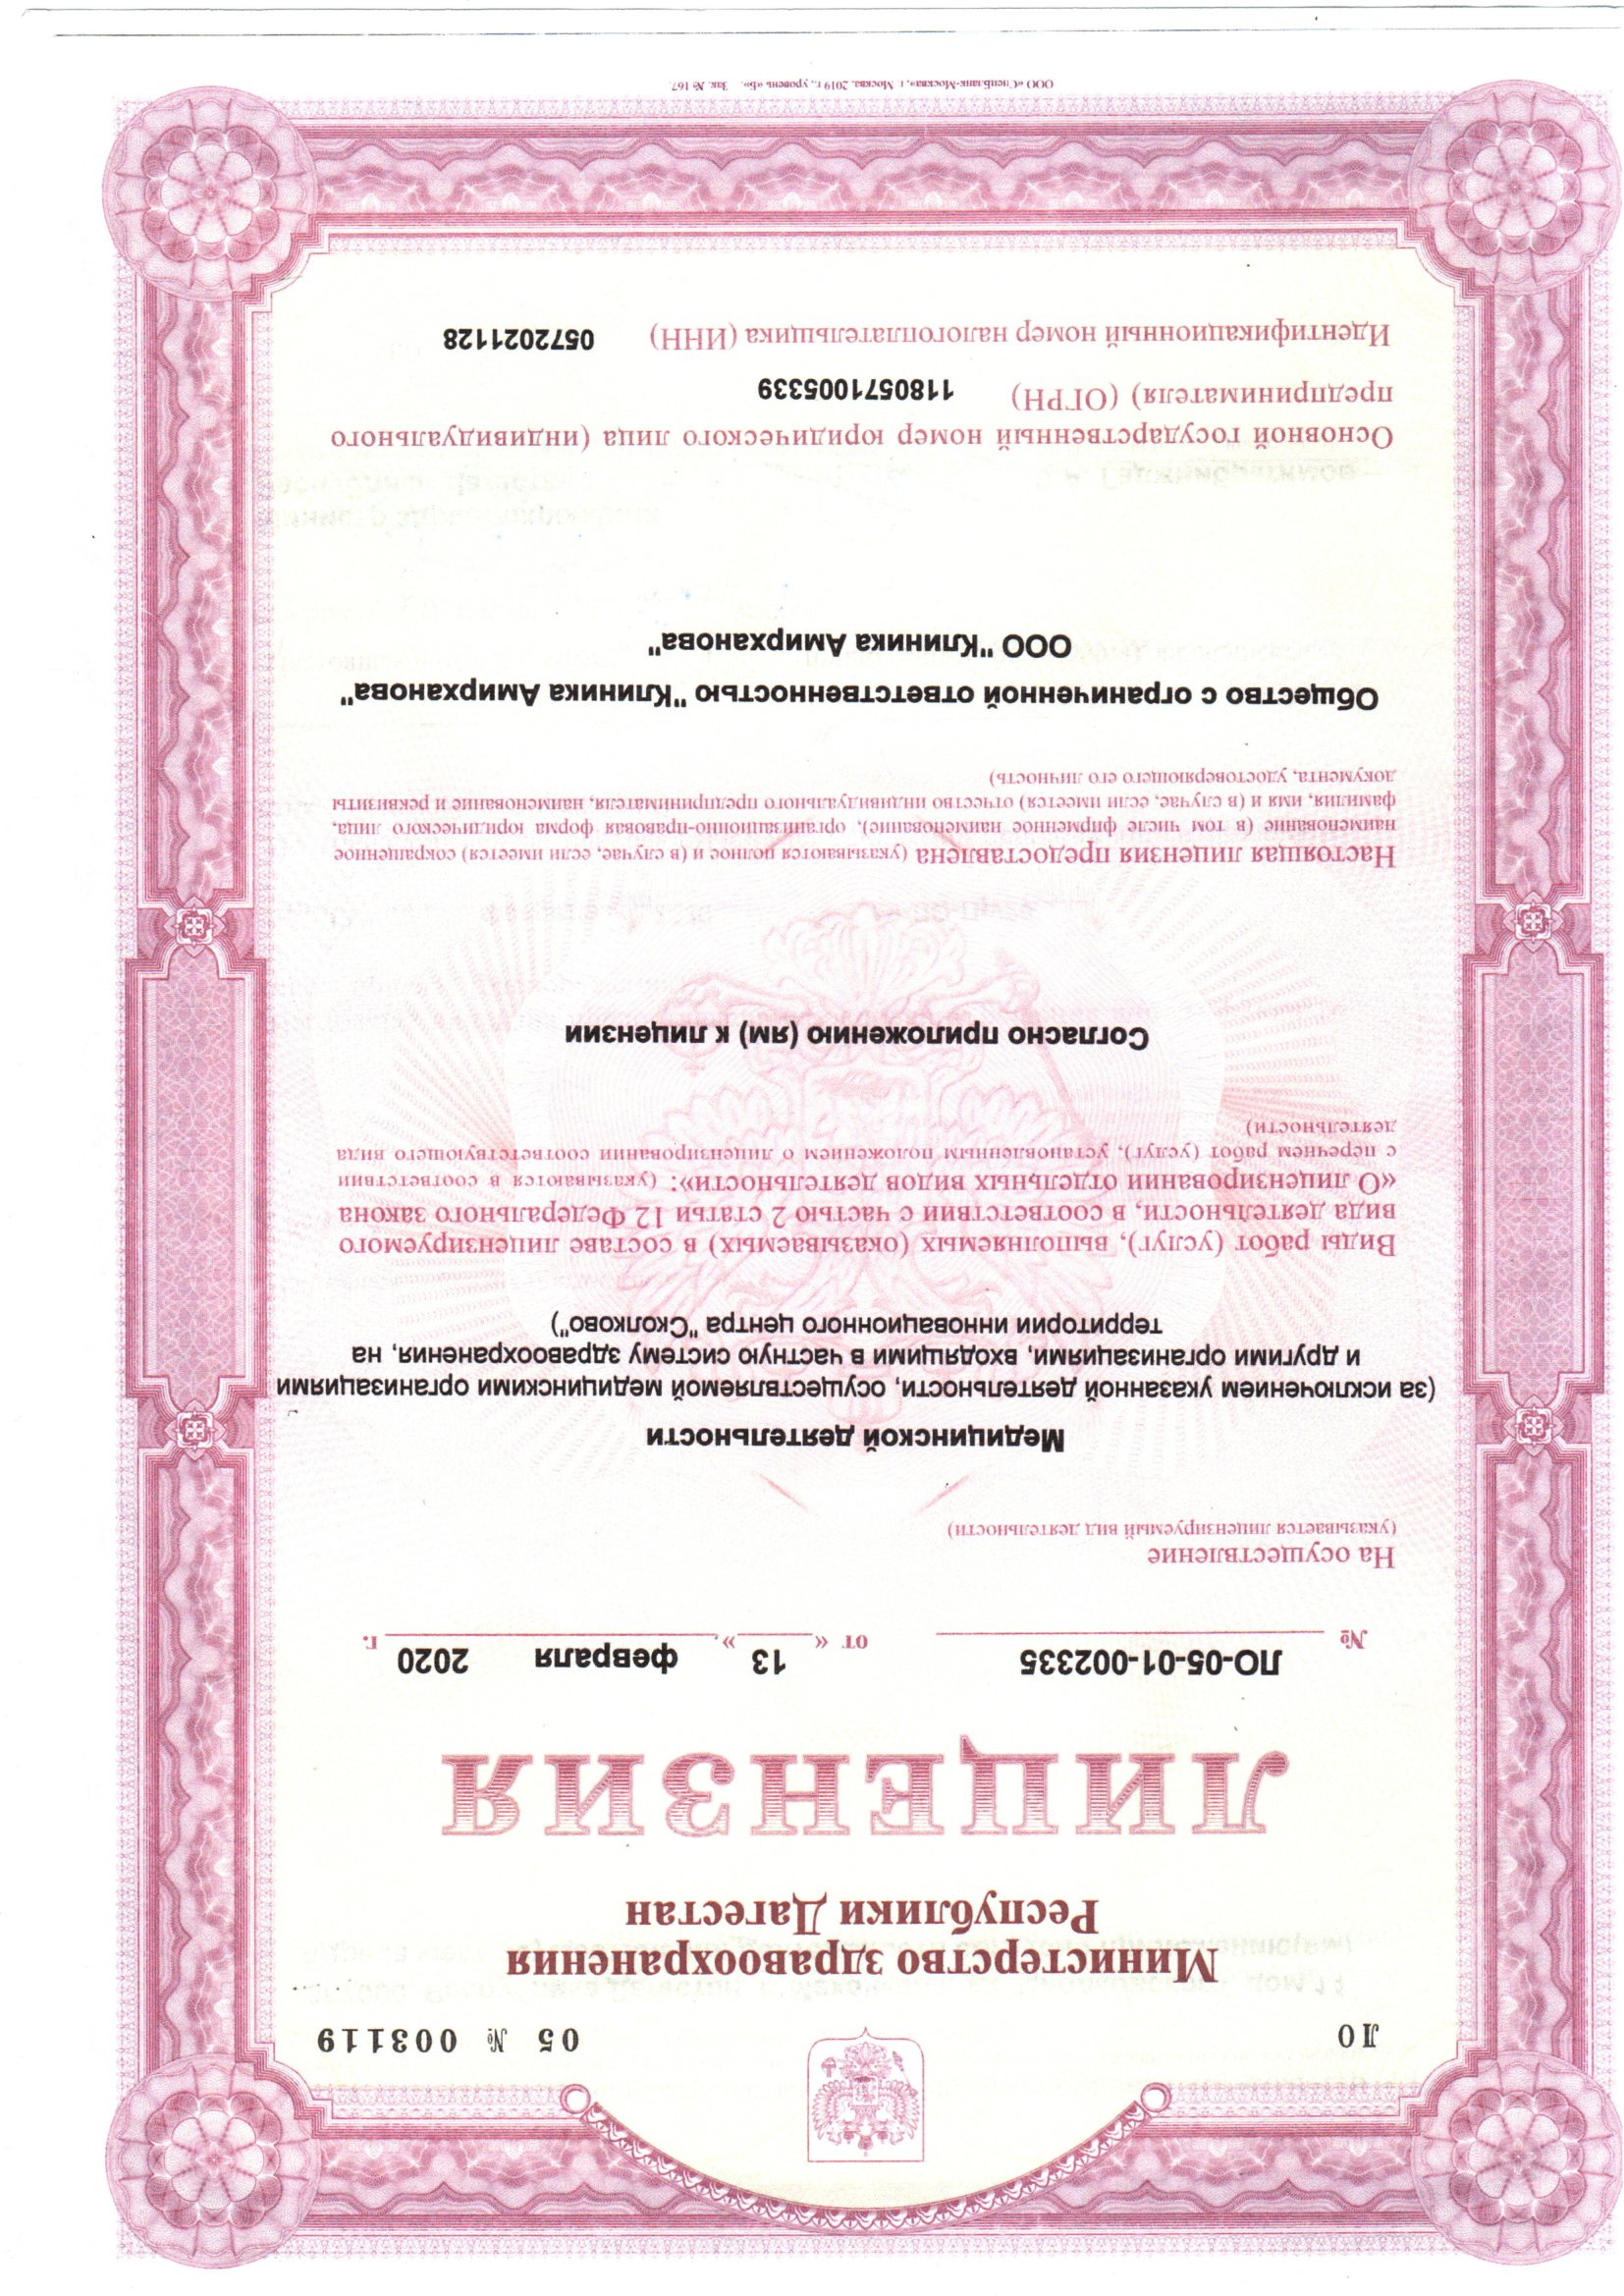 ЛО
05 № 003119
Министерство здравоохранения
Республики Дагестан
ЛИЦЕНЗИЯ
№ ЛО-05-01-002335 от « 13 ». февраля 2020 г.
На осуществление
(указывается лицензируемый вид деятельности)
Медицинской деятельности
(за исключением указанной деятельности, осуществляемой медицинскими организациями
и другими организациями, входящими в частную систему здравоохранения, на
территории инновационного центра "Сколково")
Виды работ (услуг), выполняемых (оказываемых) в составе лицензируемого
вида деятельности, в соответствии с частью 2 статьи 12 Федерального закона
«О лицензировании отдельных видов деятельности»: (указываются в соответствии
с перечнем работ (услуг), установленным положением о лицензировании соответствующего вида
деятельности)
Согласно приложению (ям) к лицензии
Настоящая лицензия предоставлена (указываются полное и (в случае, если имеется) сокращенное
наименование (в том числе фирменное наименование), организационно-правовая форма юридического лица,
фамилия, имя и (в случае, если имеется) отчество индивидуального предпринимателя, наименование и реквизиты
документа, удостоверяющего его личность)
Общество с ограниченной ответственностью "Клиника Амирханова"
ООО "Клиника Амирханова"
Основной государственный номер юридического лица (индивидуального
предпринимателя) (ОГРН) 1180571005339
Идентификационный номер налогоплательщика (ИНН) 0572021128
ООО «СпецБланк-Москва», г. Москва, 2019 г., уровень «Б». Зак. № 167.